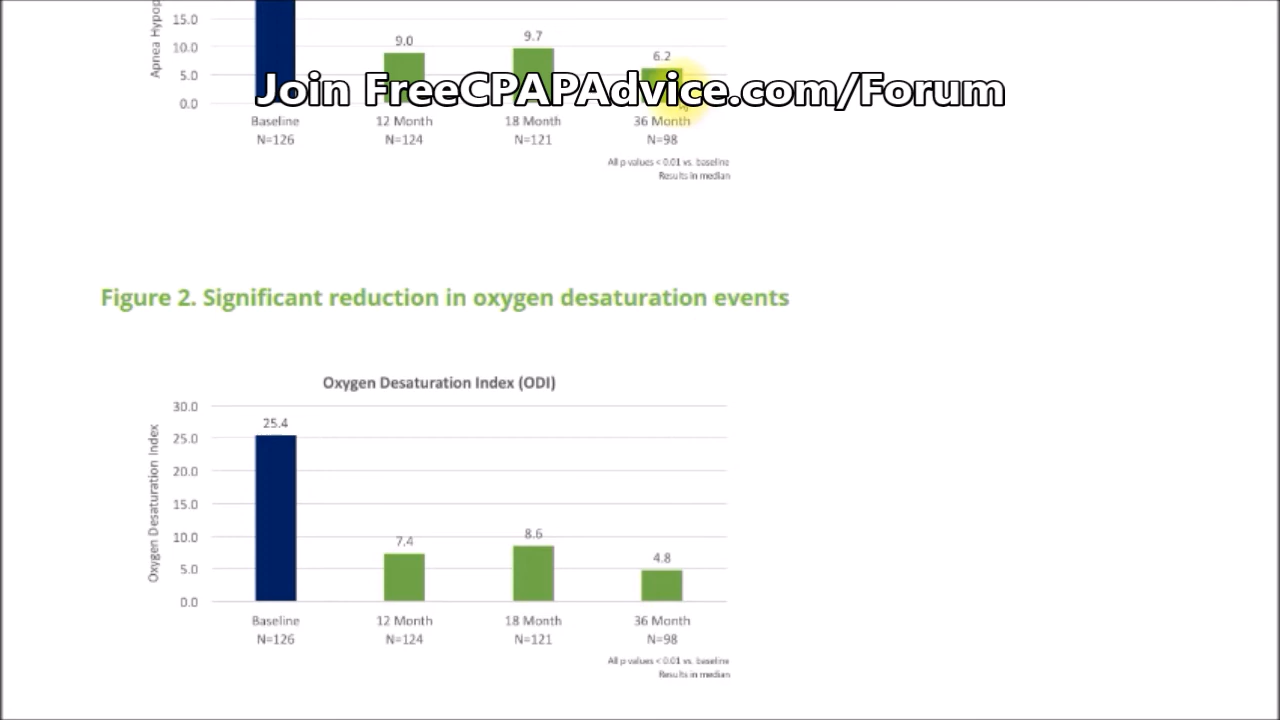 Apnea Hypop
15.0
10.0
5.0
0.0
9.0
9.7
6.2
Join FreeCPAPAdvice.com/Forum
Baseline 12 Month 18 Month 36 Month
N=126 N=124 N=121 N=98
All p values < 0.01 vs. baseline
Results in median
Figure 2. Significant reduction in oxygen desaturation events
Oxygen Desaturation Index (ODI)
Oxygen Desaturation Index
30.0
25.0
20.0
15.0
10.0
5.0
0.0
25.4
7.4
8.6
4.8
Baseline 12 Month 18 Month 36 Month
N=126 N=124 N=121 N=98
All p values < 0.01 vs. baseline
Results in median